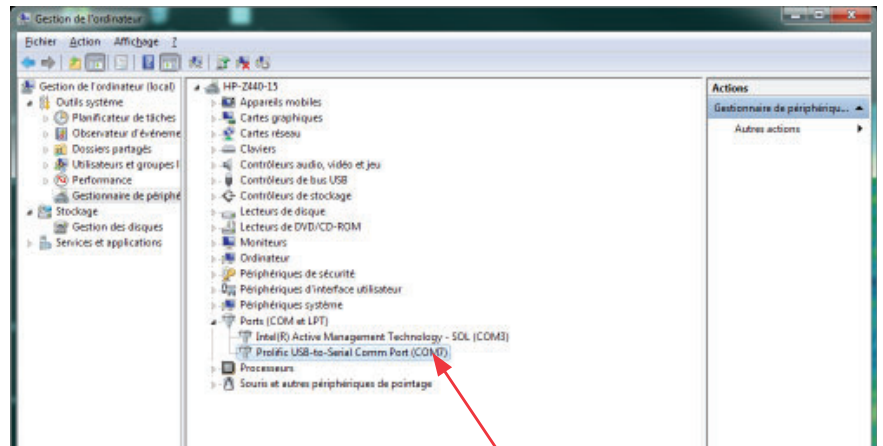 Gestion de l'ordinateur
Fichier Action Affichage ?
Gestion de l'ordinateur (local)
Outils système
Planificateur de tâches
Observateur d'événeme
Dossiers partagés
Utilisateurs et groupes l
Performance
Gestionnaire de périphé
Stockage
Gestion des disques
Services et applications
HP-Z440-15
Appareils mobiles
Cartes graphiques
Cartes réseau
Claviers
Contrôleurs audio, vidéo et jeu
Contrôleurs de bus USB
Contrôleurs de stockage
Lecteurs de disque
Lecteurs de DVD/CD-ROM
Moniteurs
Ordinateur
Périphériques de sécurité
Périphériques d'interface utilisateur
Périphériques système
Ports (COM et LPT)
Intel(R) Active Management Technology - SOL (COM3)
Prolific USB-to-Serial Comm Port (COM7)
Processeurs
Souris et autres périphériques de pointage
Actions
Gestionnaire de périphériqu...
Autres actions